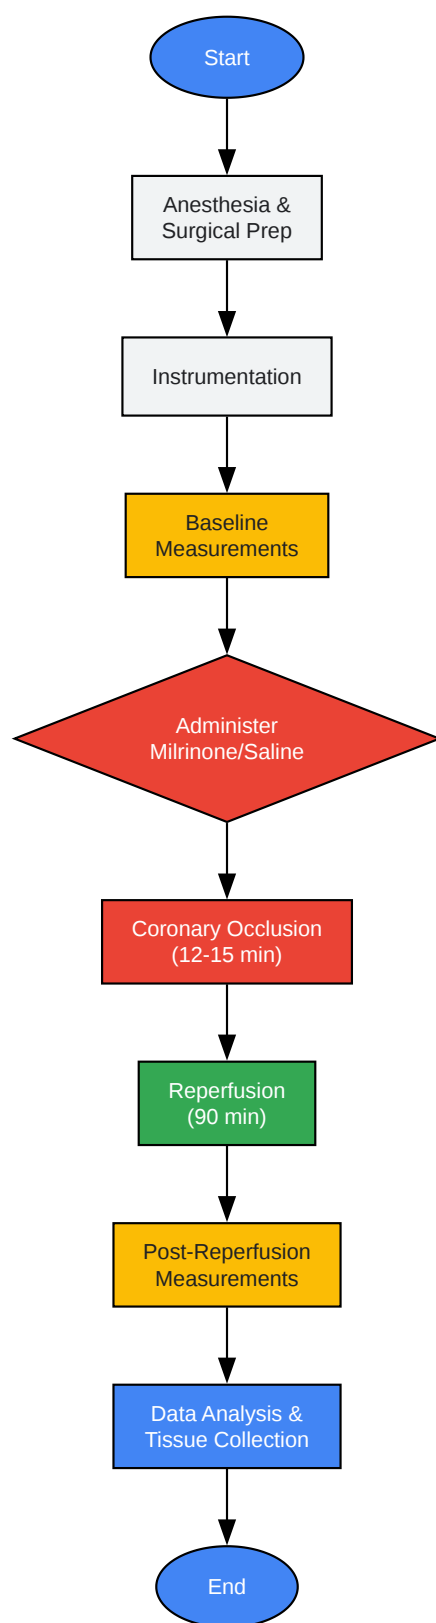 Start
Anesthesia &
Surgical Prep
Instrumentation
Baseline
Measurements
Administer
Milrinone/Saline
Coronary Occlusion
(12-15 min)
Reperfusion
(90 min)
Post-Reperfusion
Measurements
Data Analysis &
Tissue Collection
End